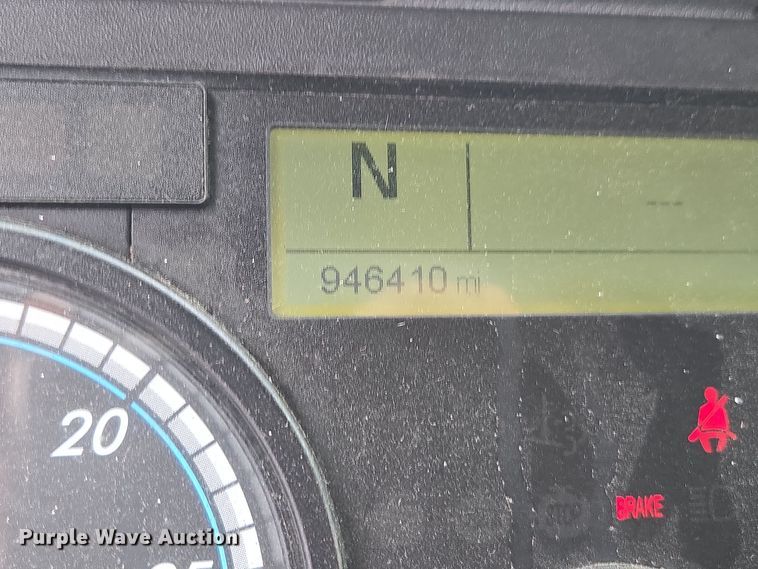 N
---
946410 mi
20
BRAKE
Purple Wave Auction